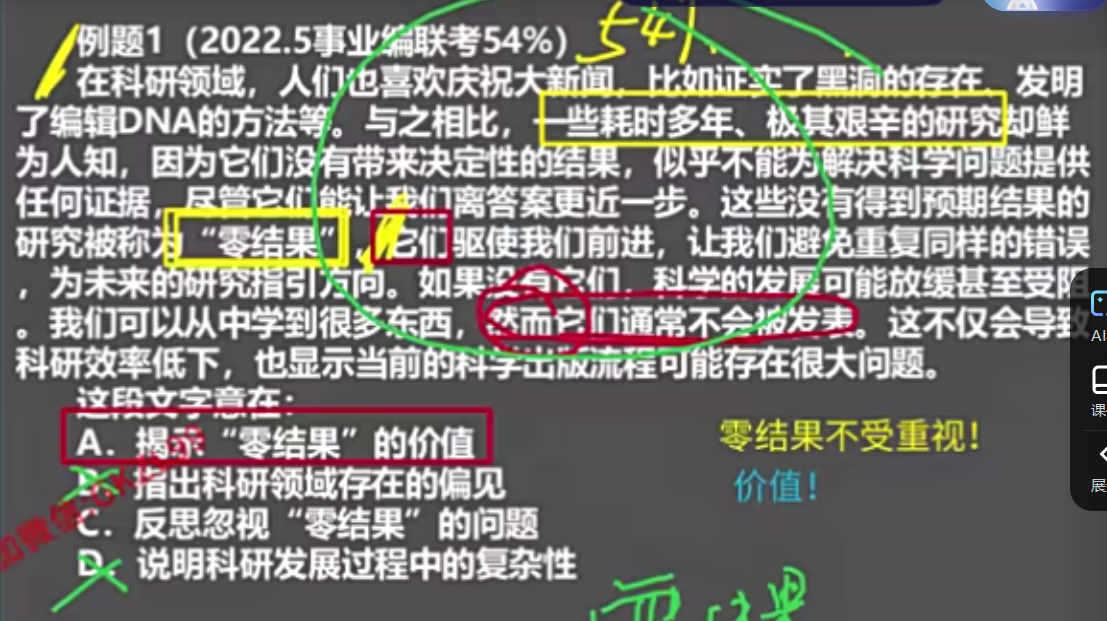 例题1（2022.5事业编联考54%）
54%
在科研领域，人们也喜欢庆祝大新闻，比如证实了黑洞的存在、发明
了编辑DNA的方法等。与之相比，一些耗时多年、极其艰辛的研究却鲜
为人知，因为它们没有带来决定性的结果，似乎不能为解决科学问题提供
任何证据，尽管它们能让我们离答案更近一步。这些没有得到预期结果的
研究被称为“零结果”，它们驱使我们前进，让我们避免重复同样的错误
，为未来的研究指引方向。如果没有它们，科学的发展可能放缓甚至受阻
。我们可以从中学到很多东西，然而它们通常不会被发表。这不仅会导致
科研效率低下，也显示当前的科学出版流程可能存在很大问题。
这段文字意在：
A．揭示“零结果”的价值
B．指出科研领域存在的偏见
C．反思忽视“零结果”的问题
D．说明科研发展过程中的复杂性
零结果不受重视！
价值！
加微信
AI
课
展